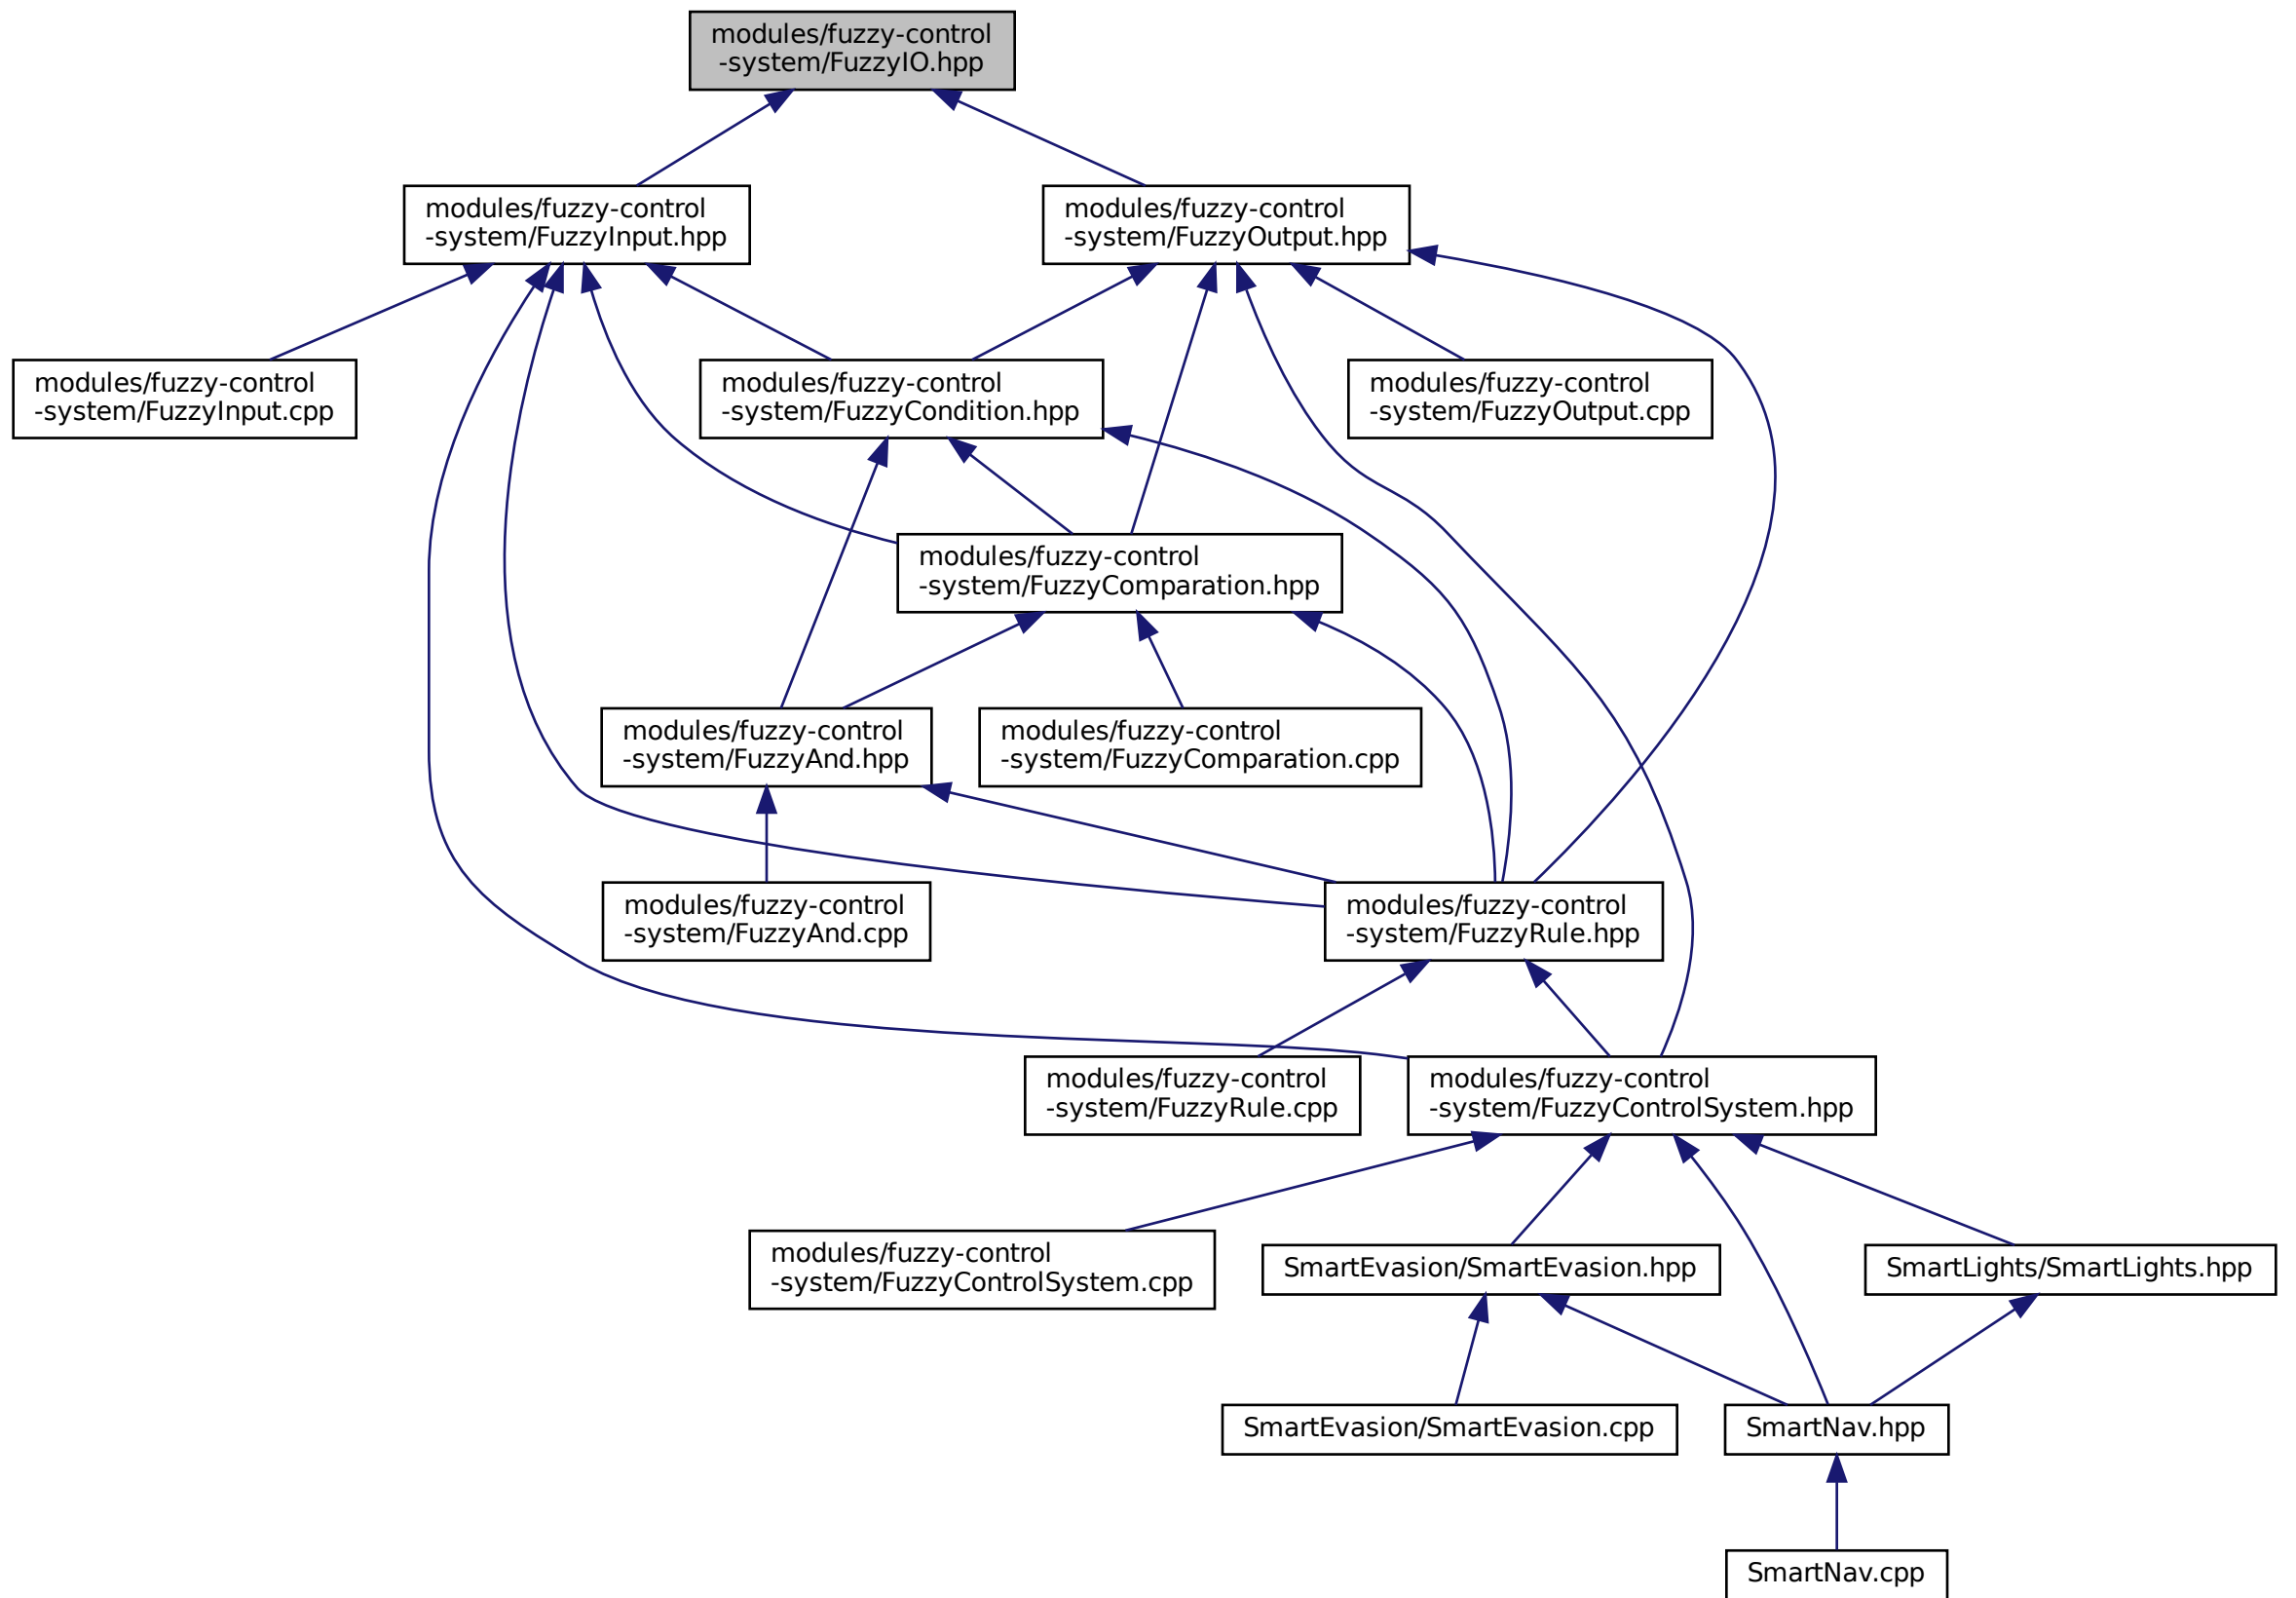 modules/fuzzy-control
-system/FuzzyIO.hpp
modules/fuzzy-control
-system/FuzzyInput.hpp
modules/fuzzy-control
-system/FuzzyOutput.hpp
modules/fuzzy-control
-system/FuzzyInput.cpp
modules/fuzzy-control
-system/FuzzyCondition.hpp
modules/fuzzy-control
-system/FuzzyOutput.cpp
modules/fuzzy-control
-system/FuzzyComparation.hpp
modules/fuzzy-control
-system/FuzzyAnd.hpp
modules/fuzzy-control
-system/FuzzyComparation.cpp
modules/fuzzy-control
-system/FuzzyAnd.cpp
modules/fuzzy-control
-system/FuzzyRule.hpp
modules/fuzzy-control
-system/FuzzyRule.cpp
modules/fuzzy-control
-system/FuzzyControlSystem.hpp
modules/fuzzy-control
-system/FuzzyControlSystem.cpp
SmartEvasion/SmartEvasion.hpp
SmartLights/SmartLights.hpp
SmartEvasion/SmartEvasion.cpp
SmartNav.hpp
SmartNav.cpp